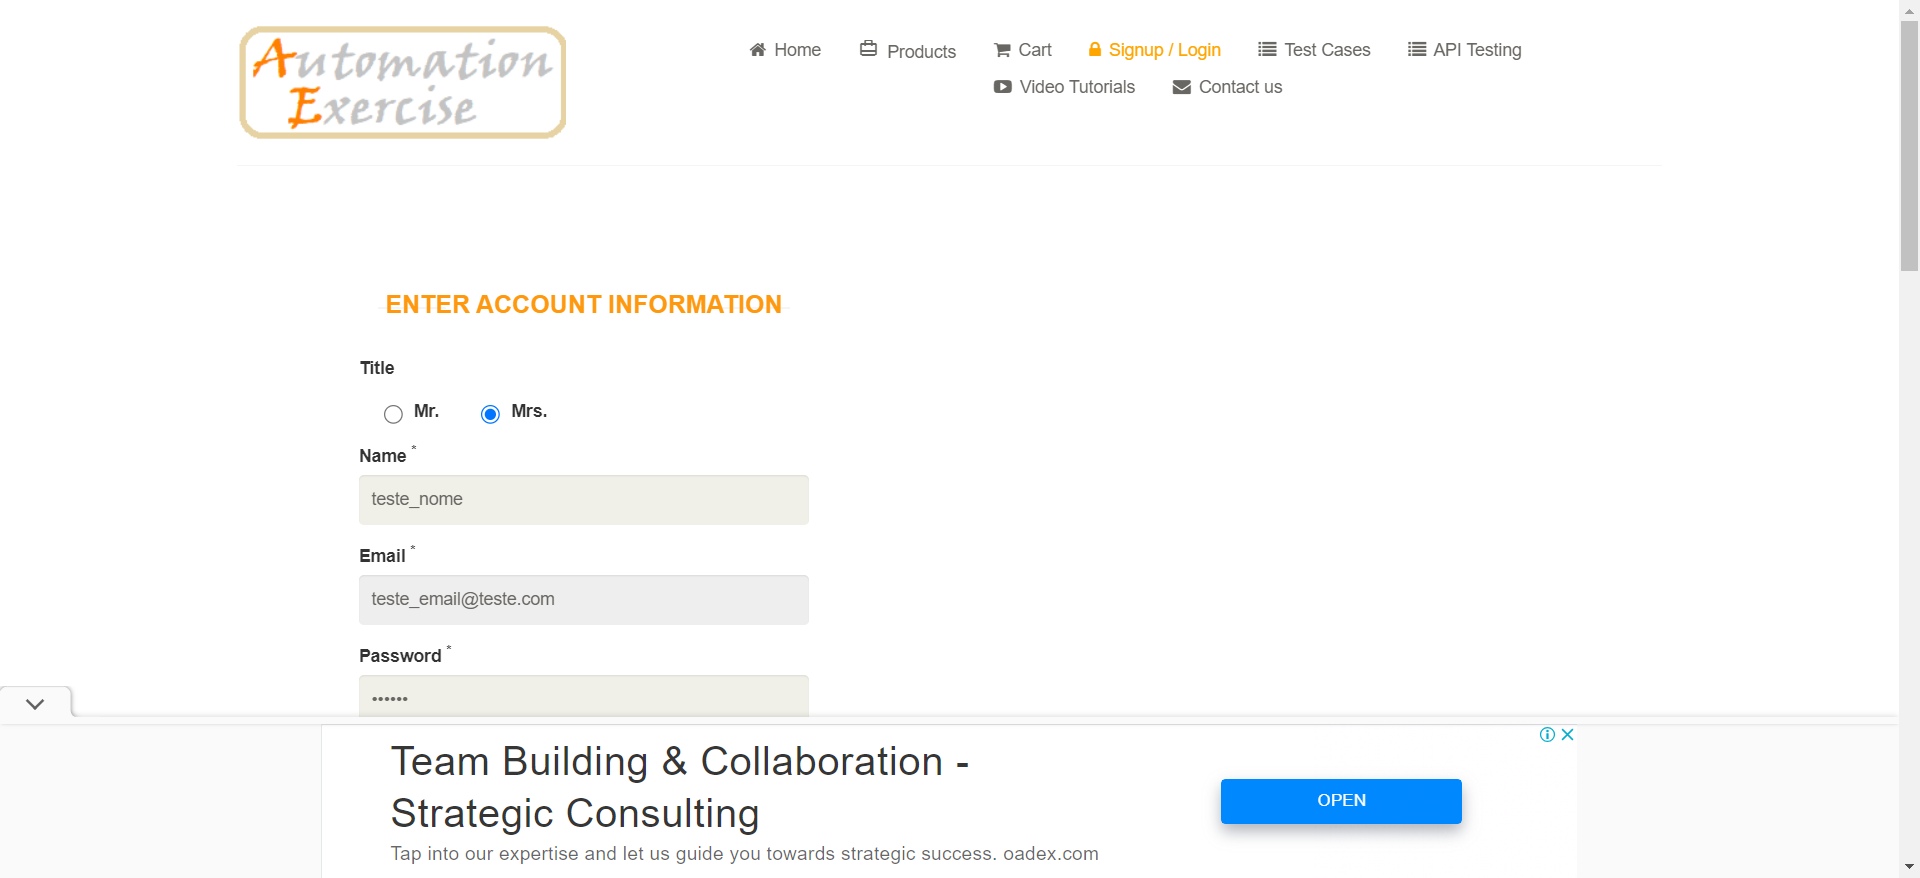 Automation
Exercise
Home
Products
Cart
Signup / Login
Test Cases
API Testing
Video Tutorials
Contact us
ENTER ACCOUNT INFORMATION
Title
Mr.
Mrs.
Name *
teste_nome
Email *
teste_email@teste.com
Password *
••••••
Team Building & Collaboration -
Strategic Consulting
Tap into our expertise and let us guide you towards strategic success. oadex.com
OPEN